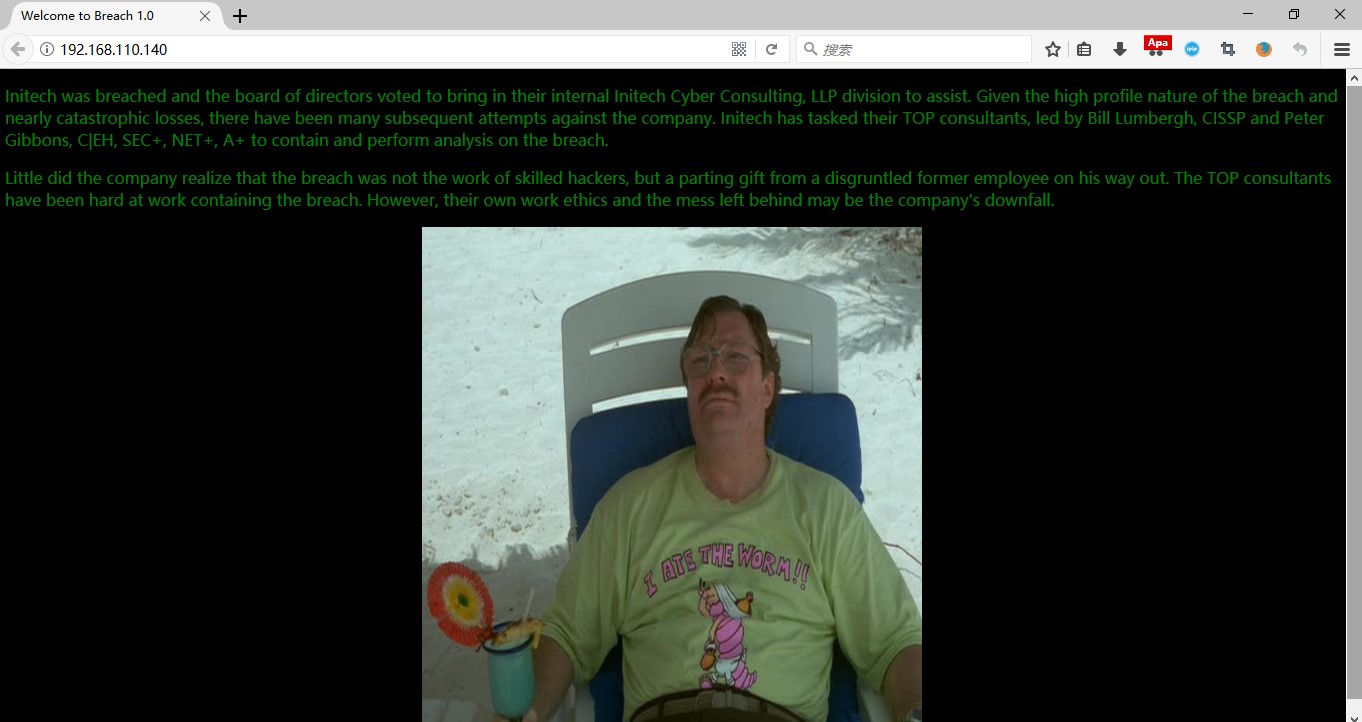 Welcome to Breach 1.0
192.168.110.140
搜索
Apa
Initech was breached and the board of directors voted to bring in their internal Initech Cyber Consulting, LLP division to assist. Given the high profile nature of the breach and
nearly catastrophic losses, there have been many subsequent attempts against the company. Initech has tasked their TOP consultants, led by Bill Lumbergh, CISSP and Peter
Gibbons, C|EH, SEC+, NET+, A+ to contain and perform analysis on the breach.
Little did the company realize that the breach was not the work of skilled hackers, but a parting gift from a disgruntled former employee on his way out. The TOP consultants
have been hard at work containing the breach. However, their own work ethics and the mess left behind may be the company's downfall.
I ATE THE WORM!!